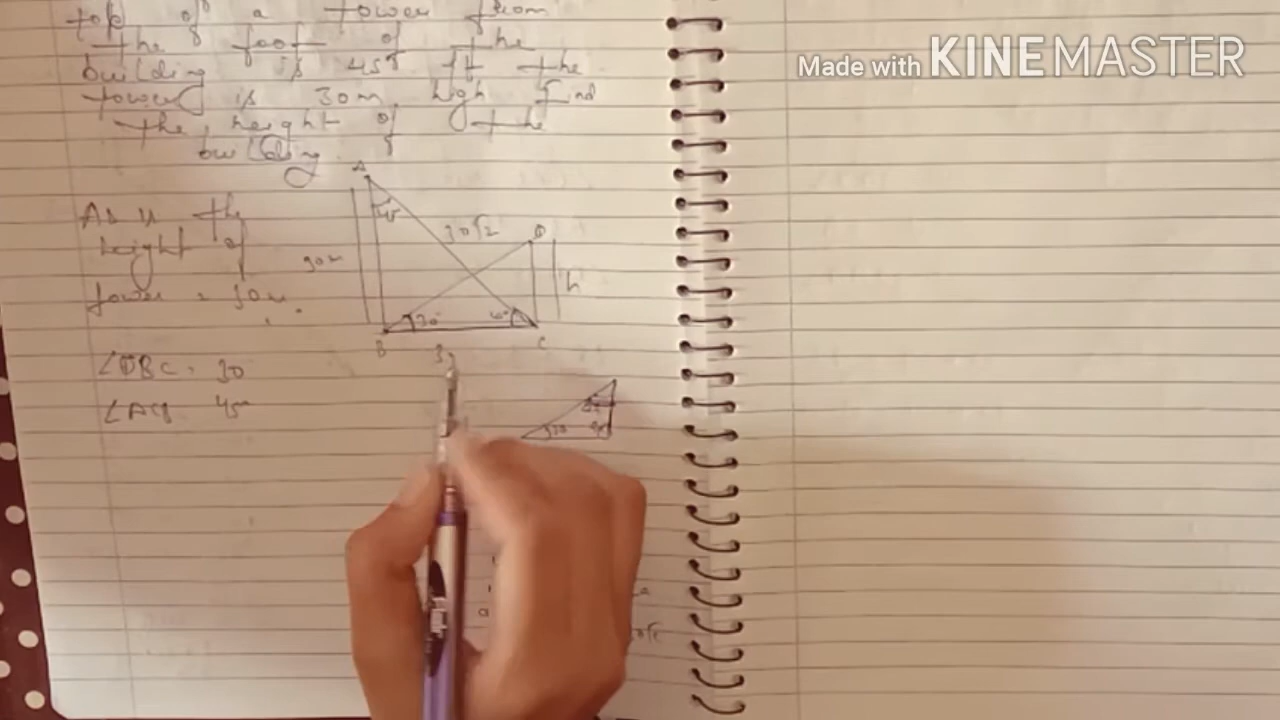 top of a tower from
the foot of the
building is 45° If the
tower is 30m high find
the height of the
building
Made with KINEMASTER
A
As u the
height of
tower = 30m
45
30√2
D
30m
h
30°
B
C
∠DBC = 30
∠ACB 45°
30